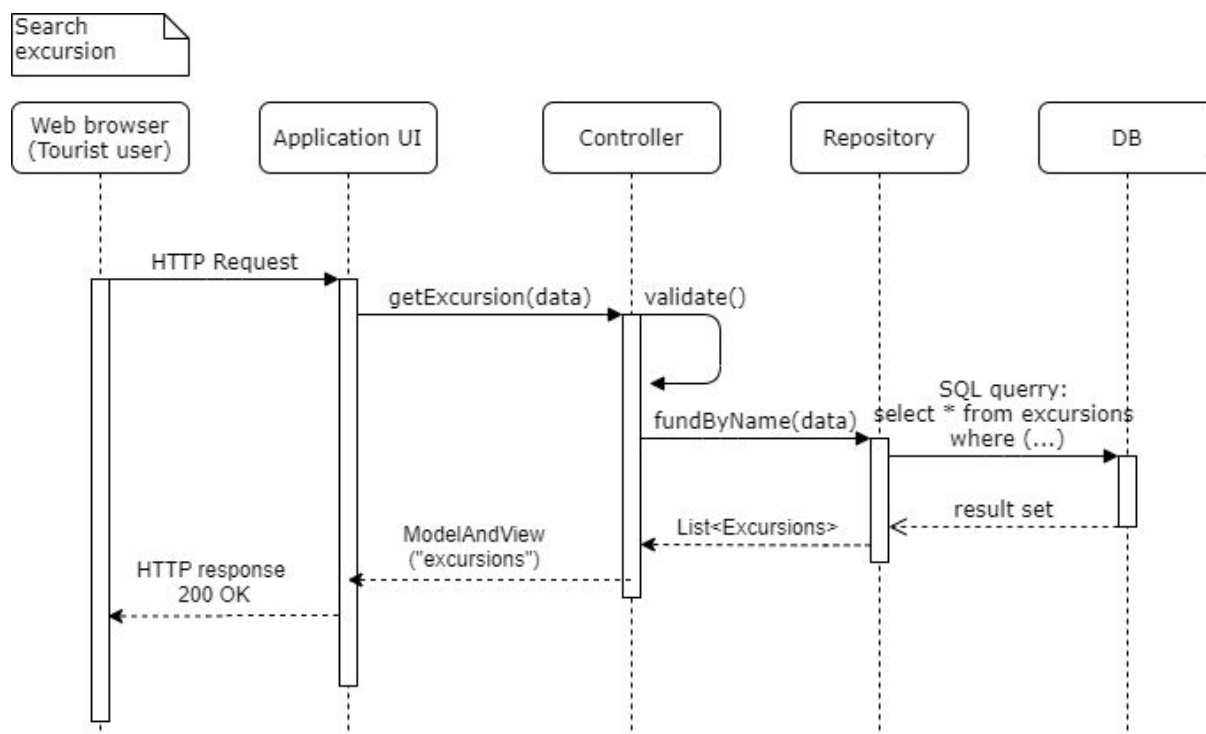 Search
excursion
Web browser
(Tourist user)
Application UI
Controller
Repository
DB
HTTP Request
getExcursion(data)
validate()
fundByName(data)
SQL querry:
select * from excursions
where (...)
result set
List<Excursions>
ModelAndView
("excursions")
HTTP response
200 OK